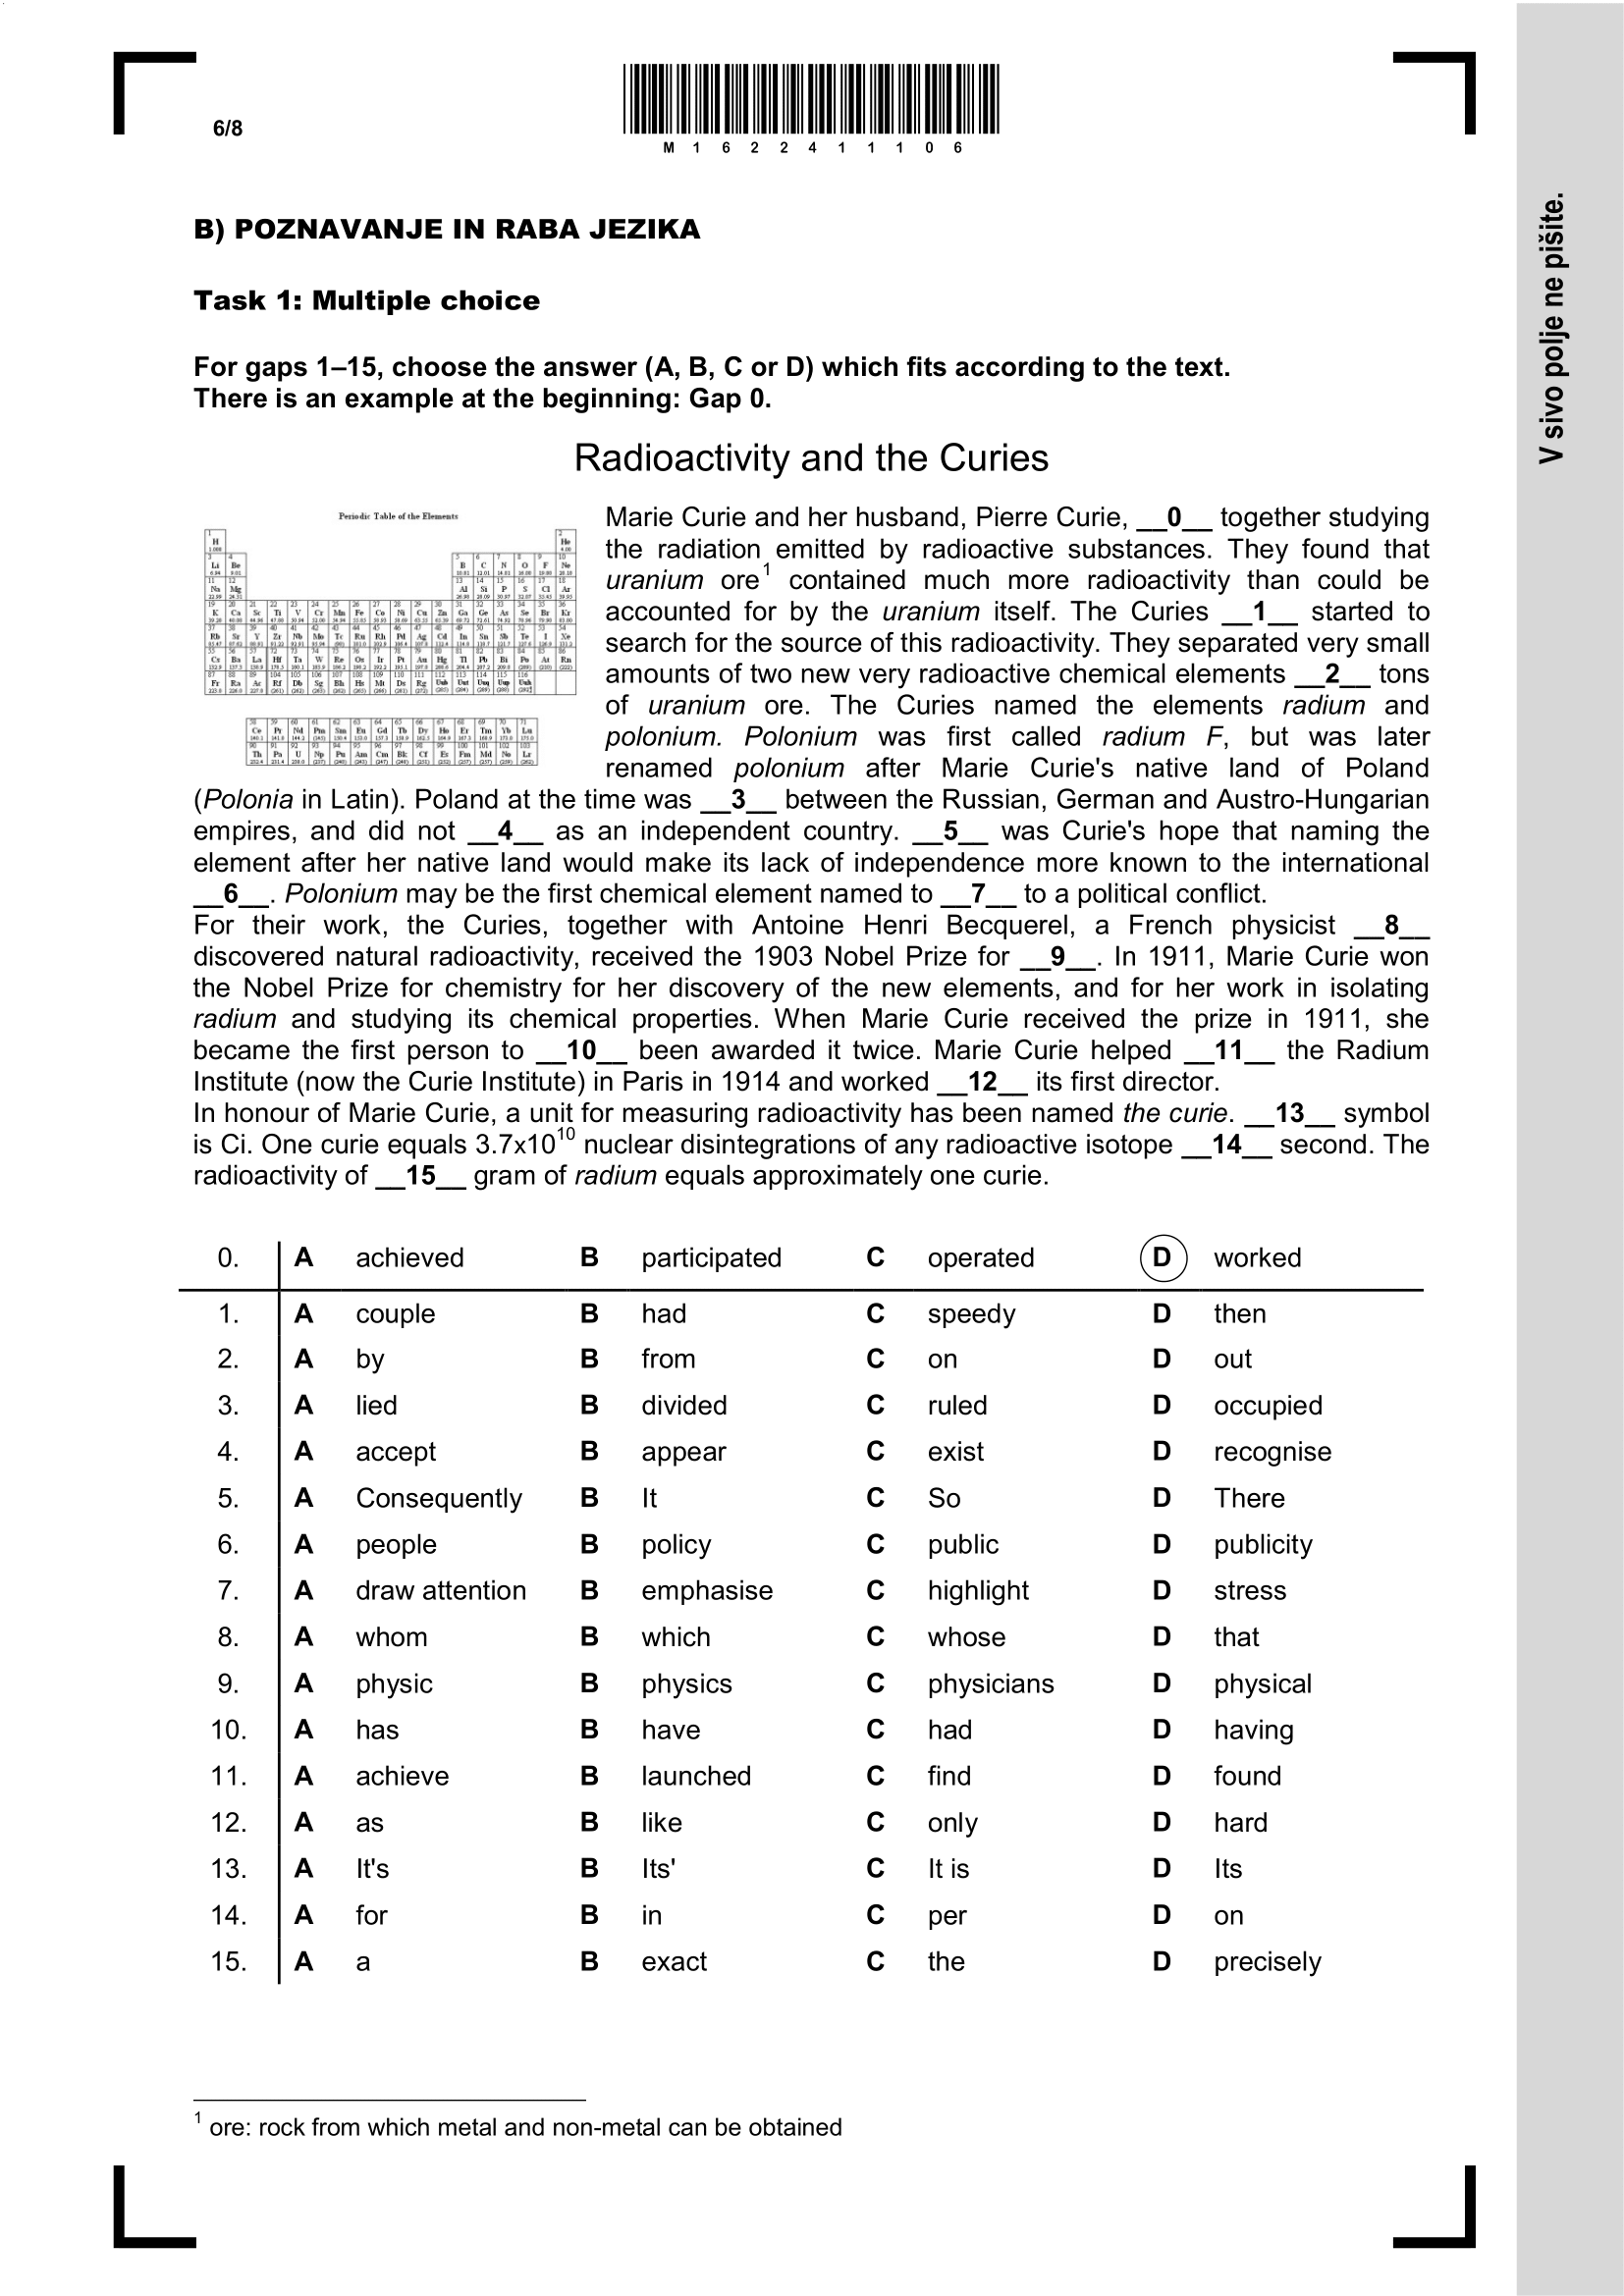 6/8
M 1 6 2 2 4 1 1 1 0 6
V sivo polje ne pišite.
B) POZNAVANJE IN RABA JEZIKA
Task 1: Multiple choice
For gaps 1–15, choose the answer (A, B, C or D) which fits according to the text.
There is an example at the beginning: Gap 0.
Radioactivity and the Curies
Periodic Table of the Elements
Marie Curie and her husband, Pierre Curie, __0__ together studying
the radiation emitted by radioactive substances. They found that
uranium ore1 contained much more radioactivity than could be
accounted for by the uranium itself. The Curies __1__ started to
search for the source of this radioactivity. They separated very small
amounts of two new very radioactive chemical elements __2__ tons
of uranium ore. The Curies named the elements radium and
polonium. Polonium was first called radium F, but was later
renamed polonium after Marie Curie's native land of Poland
(Polonia in Latin). Poland at the time was __3__ between the Russian, German and Austro-Hungarian
empires, and did not __4__ as an independent country. __5__ was Curie's hope that naming the
element after her native land would make its lack of independence more known to the international
__6__. Polonium may be the first chemical element named to __7__ to a political conflict.
For their work, the Curies, together with Antoine Henri Becquerel, a French physicist __8__
discovered natural radioactivity, received the 1903 Nobel Prize for __9__. In 1911, Marie Curie won
the Nobel Prize for chemistry for her discovery of the new elements, and for her work in isolating
radium and studying its chemical properties. When Marie Curie received the prize in 1911, she
became the first person to __10__ been awarded it twice. Marie Curie helped __11__ the Radium
Institute (now the Curie Institute) in Paris in 1914 and worked __12__ its first director.
In honour of Marie Curie, a unit for measuring radioactivity has been named the curie. __13__ symbol
is Ci. One curie equals 3.7x10^10 nuclear disintegrations of any radioactive isotope __14__ second. The
radioactivity of __15__ gram of radium equals approximately one curie.
0. A achieved B participated C operated D worked
1. A couple B had C speedy D then
2. A by B from C on D out
3. A lied B divided C ruled D occupied
4. A accept B appear C exist D recognise
5. A Consequently B It C So D There
6. A people B policy C public D publicity
7. A draw attention B emphasise C highlight D stress
8. A whom B which C whose D that
9. A physic B physics C physicians D physical
10. A has B have C had D having
11. A achieve B launched C find D found
12. A as B like C only D hard
13. A It's B Its' C It is D Its
14. A for B in C per D on
15. A a B exact C the D precisely
1 ore: rock from which metal and non-metal can be obtained